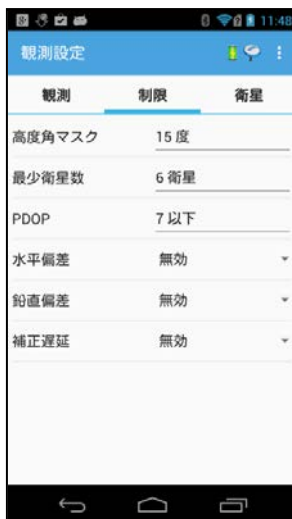 11:48
観測設定
観測 制限 衛星
高度角マスク 15 度
最少衛星数 6 衛星
PDOP 7 以下
水平偏差 無効
鉛直偏差 無効
補正遅延 無効